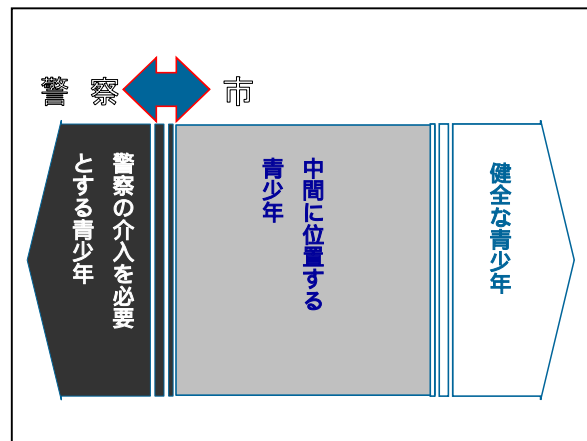 警察
市
警察の介入を必要
とする青少年
中間に位置する
青少年
健全な青少年